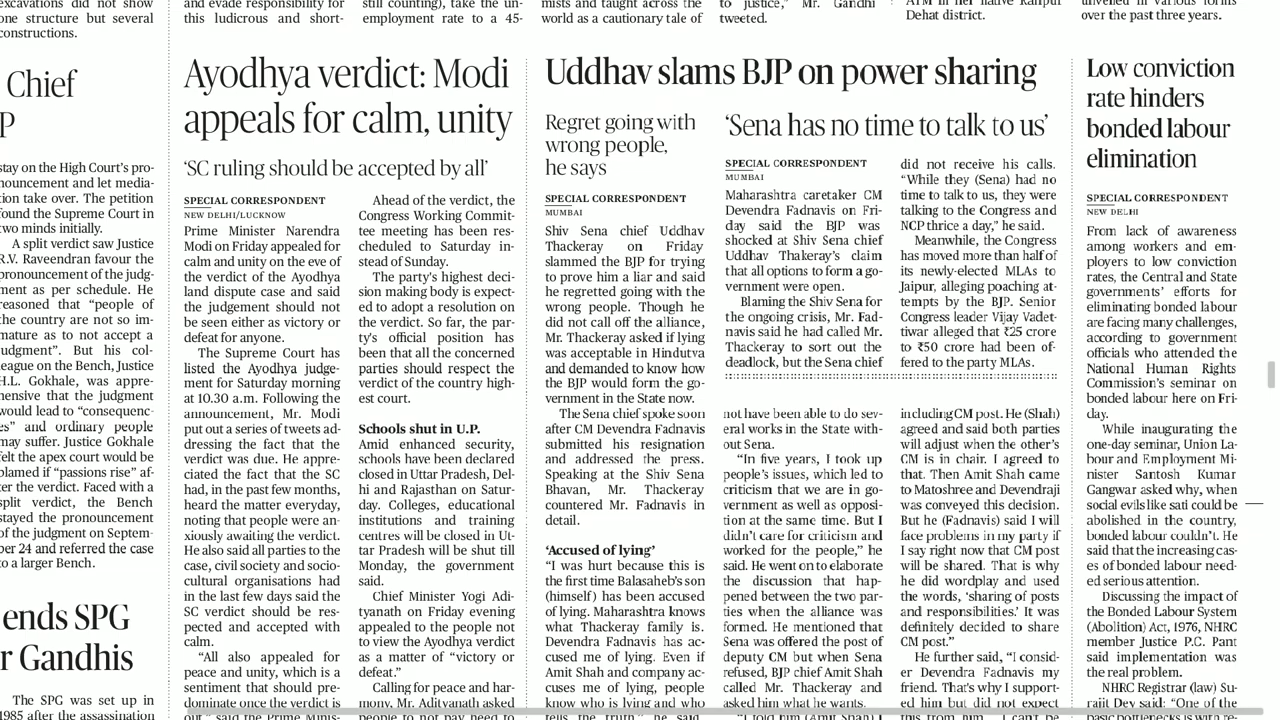 excavations did not show
one structure but several
constructions.
Chief
P
stay on the High Court's pro-
nouncement and let media-
tion take over. The petition
found the Supreme Court in
two minds initially.
A split verdict saw Justice
R.V. Raveendran favour the
pronouncement of the judg-
ment as per schedule. He
reasoned that “people of
the country are not so im-
mature as to not accept a
judgment”. But his col-
league on the Bench, Justice
H.L. Gokhale, was appre-
hensive that the judgment
would lead to “consequenc-
es” and ordinary people
may suffer. Justice Gokhale
felt the apex court would be
blamed if “passions rise” af-
ter the verdict. Faced with a
split verdict, the Bench
stayed the pronouncement
of the judgment on Septem-
ber 24 and referred the case
to a larger Bench.
ends SPG
r Gandhis
The SPG was set up in
1985 after the assassination
and evade responsibility for
this ludicrous and short-
still counting), take the un-
employment rate to a 45-
mists and taught across the
world as a cautionary tale of
to justice,” Mr. Gandhi
tweeted.
ATM in her native Kanpur
Dehat district.
unveiled in various forms
over the past three years.
Ayodhya verdict: Modi
appeals for calm, unity
‘SC ruling should be accepted by all’
SPECIAL CORRESPONDENT
NEW DELHI/LUCKNOW
Prime Minister Narendra
Modi on Friday appealed for
calm and unity on the eve of
the verdict of the Ayodhya
land dispute case and said
the judgement should not
be seen either as victory or
defeat for anyone.
The Supreme Court has
listed the Ayodhya judge-
ment for Saturday morning
at 10.30 a.m. Following the
announcement, Mr. Modi
put out a series of tweets ad-
dressing the fact that the
verdict was due. He appre-
ciated the fact that the SC
had, in the past few months,
heard the matter everyday,
noting that people were an-
xiously awaiting the verdict.
He also said all parties to the
case, civil society and socio-
cultural organisations had
in the last few days said the
SC verdict should be res-
pected and accepted with
calm.
“All also appealed for
peace and unity, which is a
sentiment that should pre-
dominate once the verdict is
out,” said the Prime Minis-
Ahead of the verdict, the
Congress Working Commit-
tee meeting has been res-
cheduled to Saturday in-
stead of Sunday.
The party's highest deci-
sion making body is expect-
ed to adopt a resolution on
the verdict. So far, the par-
ty's official position has
been that all the concerned
parties should respect the
verdict of the country high-
est court.
Schools shut in U.P.
Amid enhanced security,
schools have been declared
closed in Uttar Pradesh, Del-
hi and Rajasthan on Satur-
day. Colleges, educational
institutions and training
centres will be closed in Ut-
tar Pradesh will be shut till
Monday, the government
said.
Chief Minister Yogi Adi-
tyanath on Friday evening
appealed to the people not
to view the Ayodhya verdict
as a matter of “victory or
defeat.”
Calling for peace and har-
mony, Mr. Adityanath asked
people to not pay need to
Uddhav slams BJP on power sharing
Regret going with
wrong people,
he says
SPECIAL CORRESPONDENT
MUMBAI
Shiv Sena chief Uddhav
Thackeray on Friday
slammed the BJP for trying
to prove him a liar and said
he regretted going with the
wrong people. Though he
did not call off the alliance,
Mr. Thackeray asked if lying
was acceptable in Hindutva
and demanded to know how
the BJP would form the go-
vernment in the State now.
The Sena chief spoke soon
after CM Devendra Fadnavis
submitted his resignation
and addressed the press.
Speaking at the Shiv Sena
Bhavan, Mr. Thackeray
countered Mr. Fadnavis in
detail.
‘Accused of lying’
“I was hurt because this is
the first time Balasaheb's son
(himself) has been accused
of lying. Maharashtra knows
what Thackeray family is.
Devendra Fadnavis has ac-
cused me of lying. Even if
Amit Shah and company ac-
cuses me of lying, people
know who is lying and who
tells the truth,” he said.
‘Sena has no time to talk to us’
SPECIAL CORRESPONDENT
MUMBAI
Maharashtra caretaker CM
Devendra Fadnavis on Fri-
day said the BJP was
shocked at Shiv Sena chief
Uddhav Thakeray's claim
that all options to form a go-
vernment were open.
Blaming the Shiv Sena for
the ongoing crisis, Mr. Fad-
navis said he had called Mr.
Thackeray to sort out the
deadlock, but the Sena chief
did not receive his calls.
“While they (Sena) had no
time to talk to us, they were
talking to the Congress and
NCP thrice a day,” he said.
Meanwhile, the Congress
has moved more than half of
its newly-elected MLAs to
Jaipur, alleging poaching at-
tempts by the BJP. Senior
Congress leader Vijay Vadet-
tiwar alleged that ₹25 crore
to ₹50 crore had been of-
fered to the party MLAs.
not have been able to do sev-
eral works in the State with-
out Sena.
“In five years, I took up
people's issues, which led to
criticism that we are in go-
vernment as well as opposi-
tion at the same time. But I
didn't care for criticism and
worked for the people,” he
said. He went on to elaborate
the discussion that hap-
pened between the two par-
ties when the alliance was
formed. He mentioned that
Sena was offered the post of
deputy CM but when Sena
refused, BJP chief Amit Shah
called Mr. Thackeray and
asked him what he wants.
“I told him (Amit Shah) I
including CM post. He (Shah)
agreed and said both parties
will adjust when the other's
CM is in chair. I agreed to
that. Then Amit Shah came
to Matoshree and Devendraji
was conveyed this decision.
But he (Fadnavis) said I will
face problems in my party if
I say right now that CM post
will be shared. That is why
he did wordplay and used
the words, ‘sharing of posts
and responsibilities.’ It was
definitely decided to share
CM post.”
He further said, “I consid-
er Devendra Fadnavis my
friend. That's why I support-
ed him but did not expect
this from him. I can't be
Low conviction
rate hinders
bonded labour
elimination
SPECIAL CORRESPONDENT
NEW DELHI
From lack of awareness
among workers and em-
ployers to low conviction
rates, the Central and State
governments' efforts for
eliminating bonded labour
are facing many challenges,
according to government
officials who attended the
National Human Rights
Commission's seminar on
bonded labour here on Fri-
day.
While inaugurating the
one-day seminar, Union La-
bour and Employment Mi-
nister Santosh Kumar
Gangwar asked why, when
social evils like sati could be
abolished in the country,
bonded labour couldn't. He
said that the increasing cas-
es of bonded labour need-
ed serious attention.
Discussing the impact of
the Bonded Labour System
(Abolition) Act, 1976, NHRC
member Justice P.C. Pant
said implementation was
the real problem.
NHRC Registrar (law) Su-
rajit Dey said: “One of the
basic